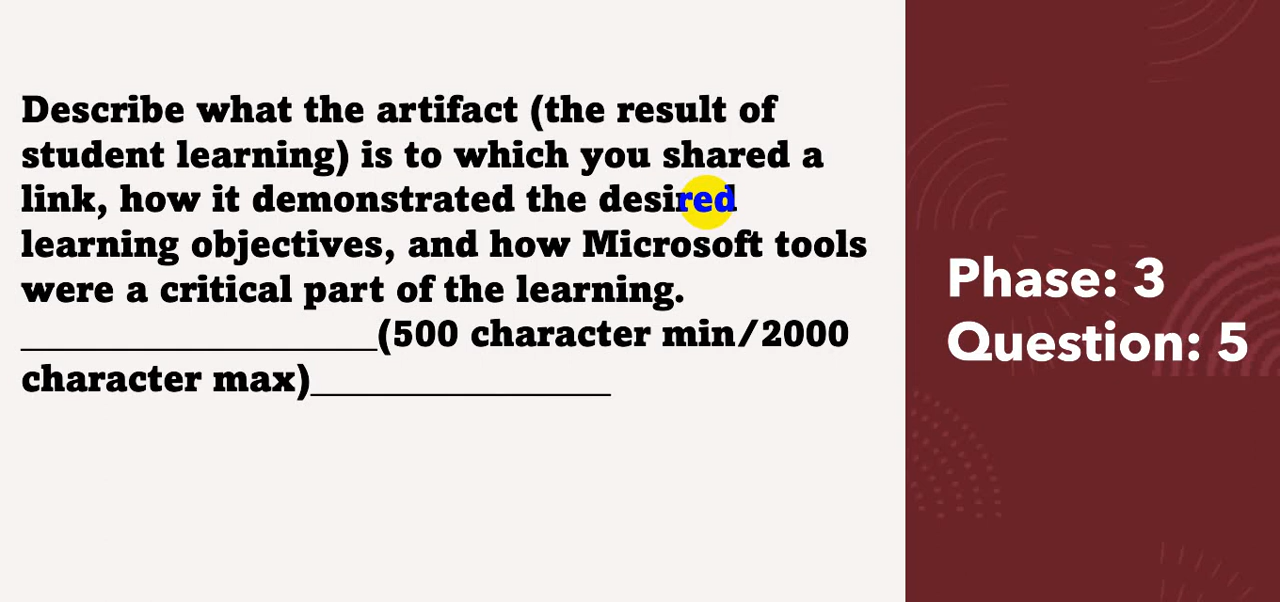 Describe what the artifact (the result of
student learning) is to which you shared a
link, how it demonstrated the desired
learning objectives, and how Microsoft tools
were a critical part of the learning.
____________________(500 character min/2000
character max)_________________
Phase: 3
Question: 5